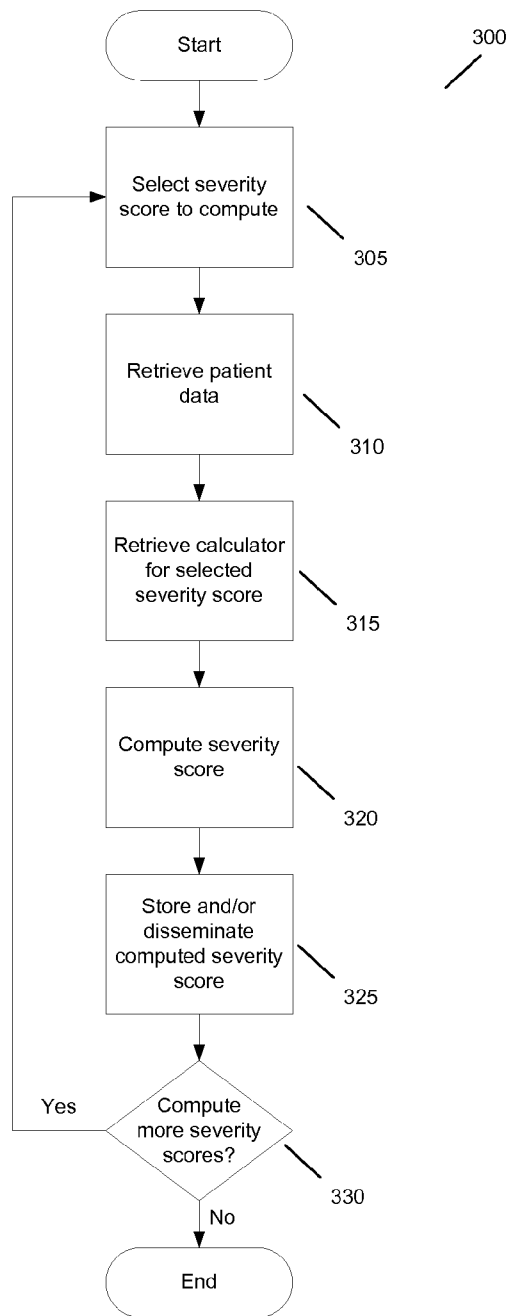 Start
300
Select severity
score to compute
305
Retrieve patient
data
310
Retrieve calculator
for selected
severity score
315
Compute severity
score
320
Store and/or
disseminate
computed severity
score
325
Yes
Compute
more severity
scores?
330
No
End